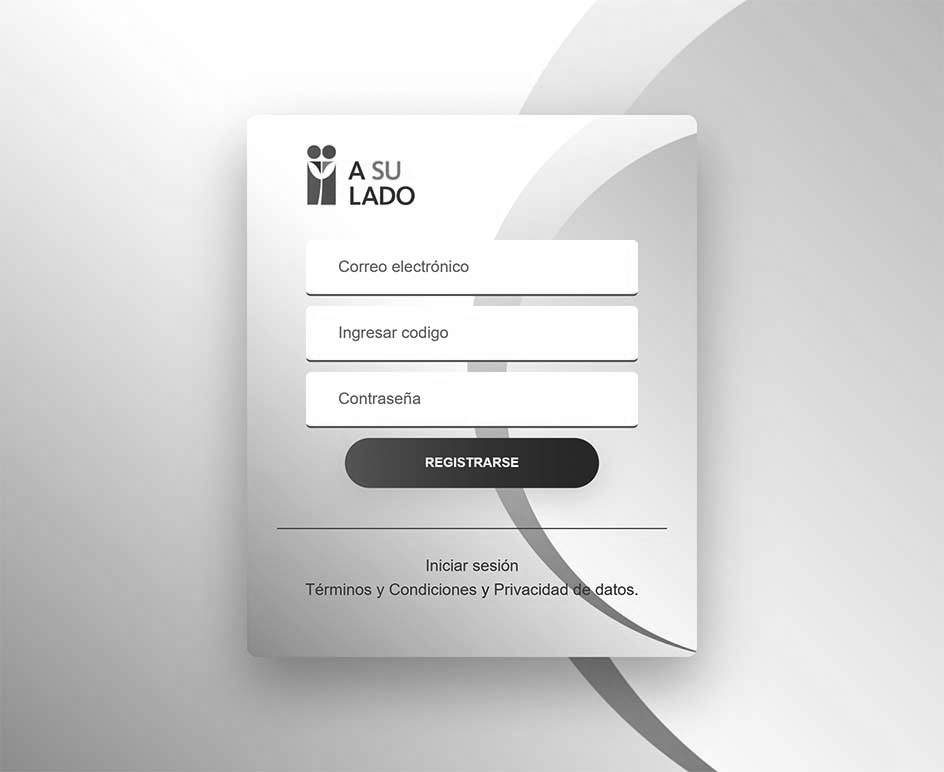 A SU
LADO
Correo electrónico
Ingresar codigo
Contraseña
REGISTRARSE
Iniciar sesión
Términos y Condiciones y Privacidad de datos.